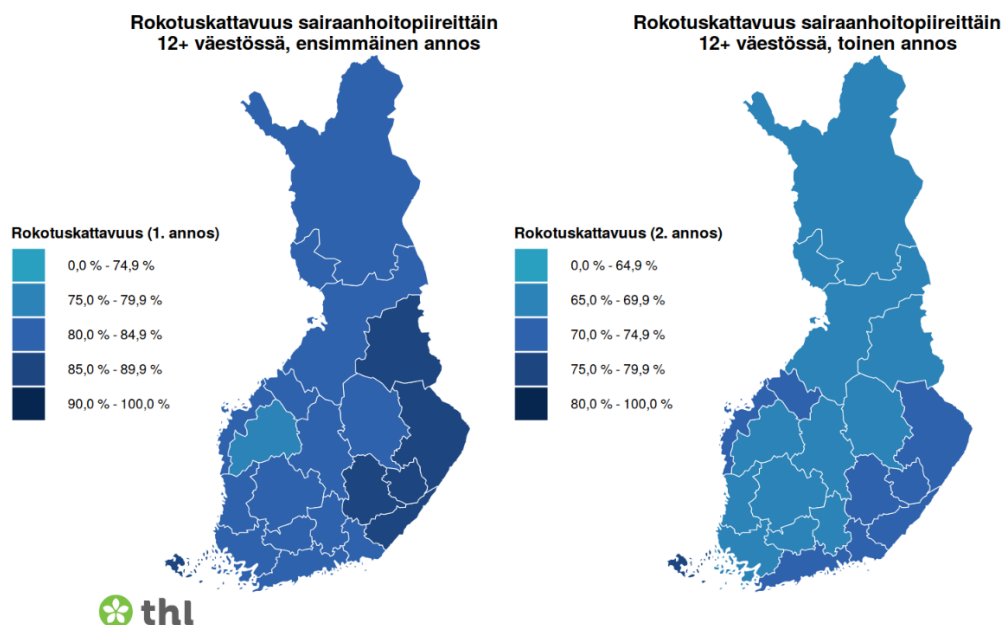 Rokotuskattavuus sairaanhoitopiireittäin
12+ väestössä, ensimmäinen annos
Rokotuskattavuus (1. annos)
0,0 % - 74,9 %
75,0 % - 79,9 %
80,0 % - 84,9 %
85,0 % - 89,9 %
90,0 % - 100,0 %
Rokotuskattavuus sairaanhoitopiireittäin
12+ väestössä, toinen annos
Rokotuskattavuus (2. annos)
0,0 % - 64,9 %
65,0 % - 69,9 %
70,0 % - 74,9 %
75,0 % - 79,9 %
80,0 % - 100,0 %
thl